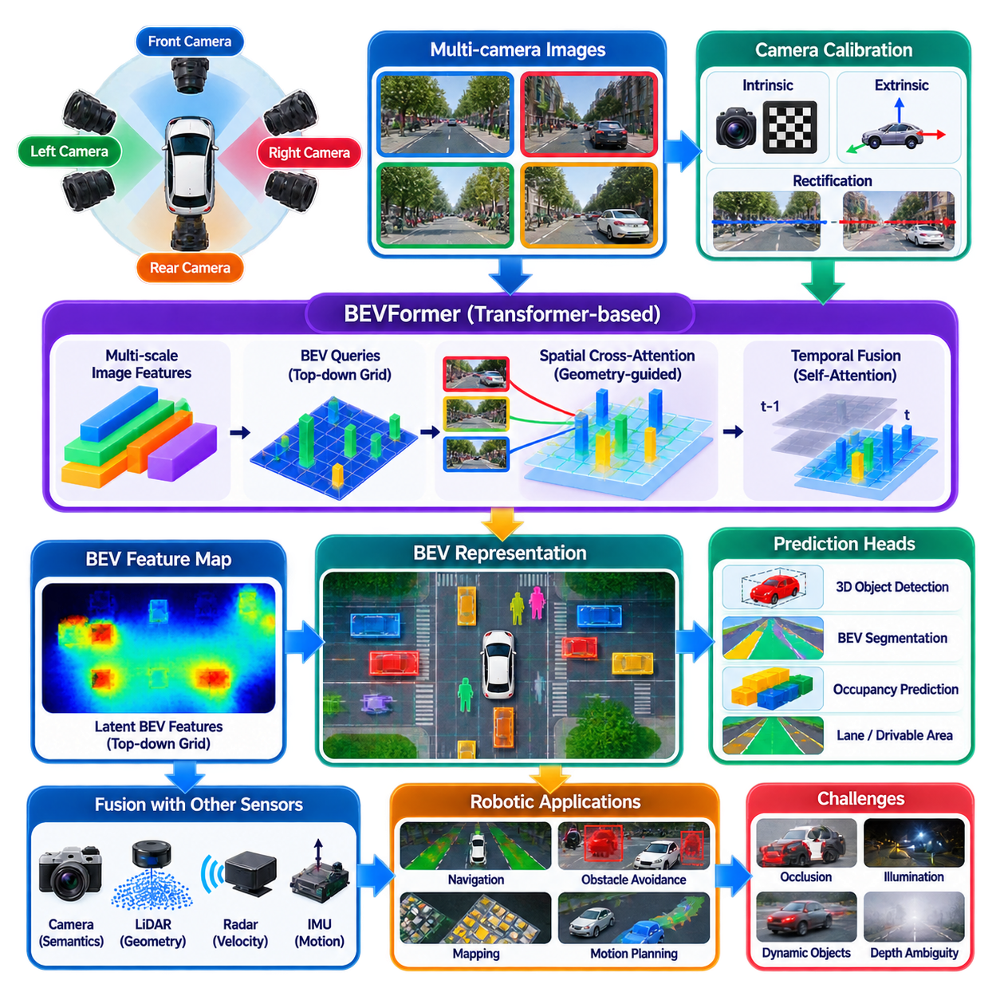 Front Camera
Left Camera
Right Camera
Rear Camera
Multi-camera Images
Camera Calibration
Intrinsic
Extrinsic
Rectification
BEVFormer (Transformer-based)
Multi-scale
Image Features
BEV Queries
(Top-down Grid)
Spatial Cross-Attention
(Geometry-guided)
Temporal Fusion
(Self-Attention)
t-1
t
BEV Feature Map
Latent BEV Features
(Top-down Grid)
BEV Representation
Prediction Heads
3D Object Detection
BEV Segmentation
Occupancy Prediction
Lane / Drivable Area
Fusion with Other Sensors
Camera
(Semantics)
LiDAR
(Geometry)
Radar
(Velocity)
IMU
(Motion)
Robotic Applications
Navigation
Obstacle Avoidance
Mapping
Motion Planning
Challenges
Occlusion
Illumination
Dynamic Objects
Depth Ambiguity